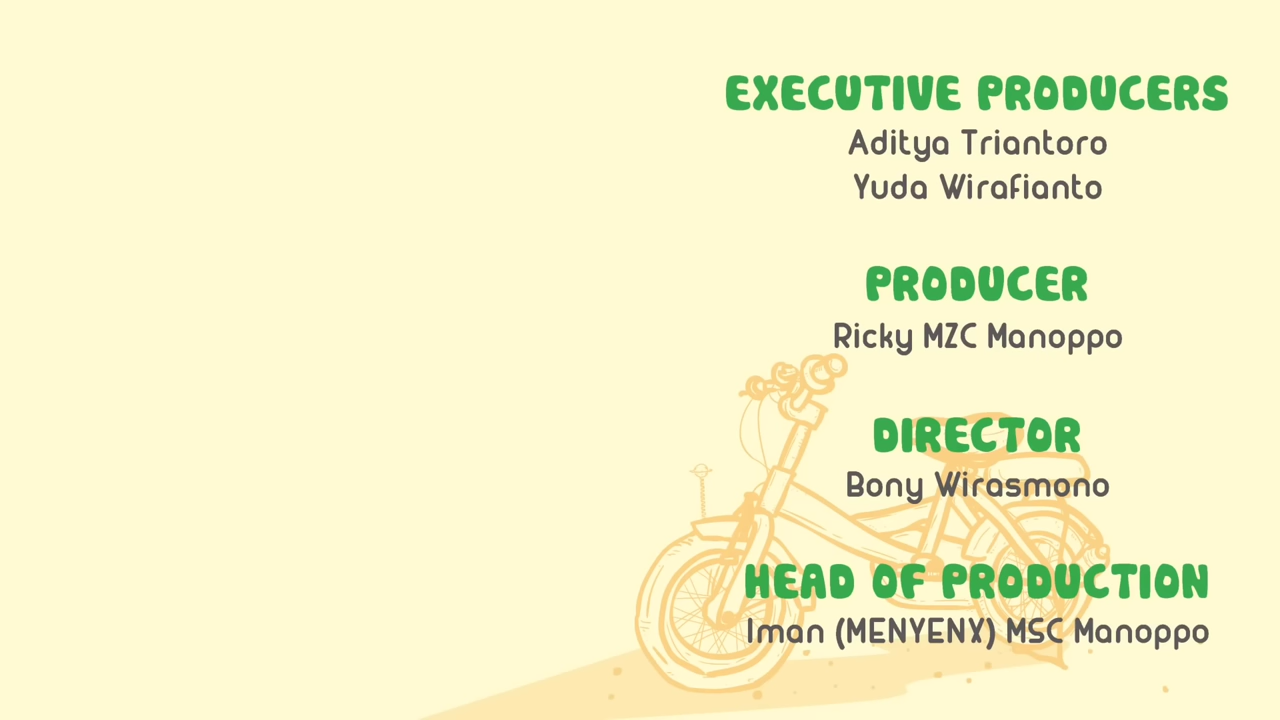 EXECUTIVE PRODUCERS
Aditya Triantoro
Yuda Wirafianto
PRODUCER
Ricky MZC Manoppo
DIRECTOR
Bony Wirasmono
HEAD OF PRODUCTION
Iman (MENYENX) MSC Manoppo